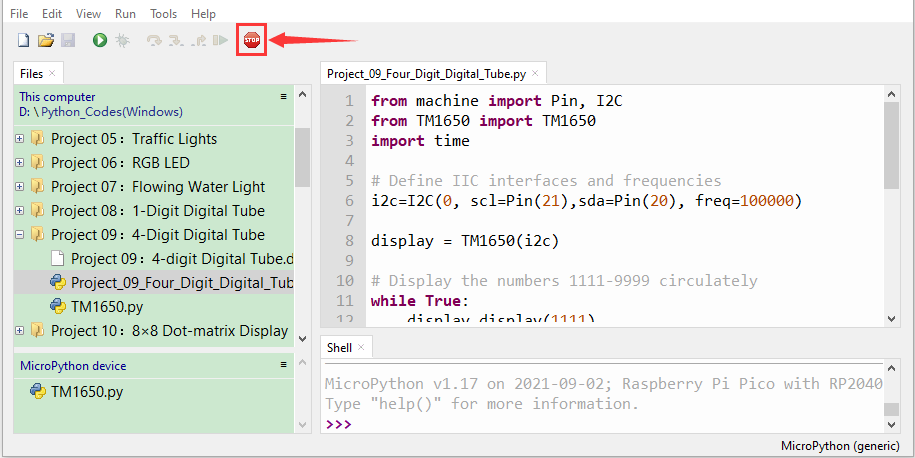 File Edit View Run Tools Help
STOP
Files ×
This computer
D: \ Python_Codes(Windows)
Project 05：Traffic Lights
Project 06：RGB LED
Project 07：Flowing Water Light
Project 08：1-Digit Digital Tube
Project 09：4-Digit Digital Tube
Project 09：4-digit Digital Tube.d
Project_09_Four_Digit_Digital_Tub
TM1650.py
Project 10：8×8 Dot-matrix Display
MicroPython device
TM1650.py
Project_09_Four_Digit_Digital_Tube.py ×
1 from machine import Pin, I2C
2 from TM1650 import TM1650
3 import time
4
5 # Define IIC interfaces and frequencies
6 i2c=I2C(0, scl=Pin(21),sda=Pin(20), freq=100000)
7
8 display = TM1650(i2c)
9
10 # Display the numbers 1111-9999 circulately
11 while True:
12 display.display(1111)
Shell ×
MicroPython v1.17 on 2021-09-02; Raspberry Pi Pico with RP2040
Type "help()" for more information.
>>>
MicroPython (generic)